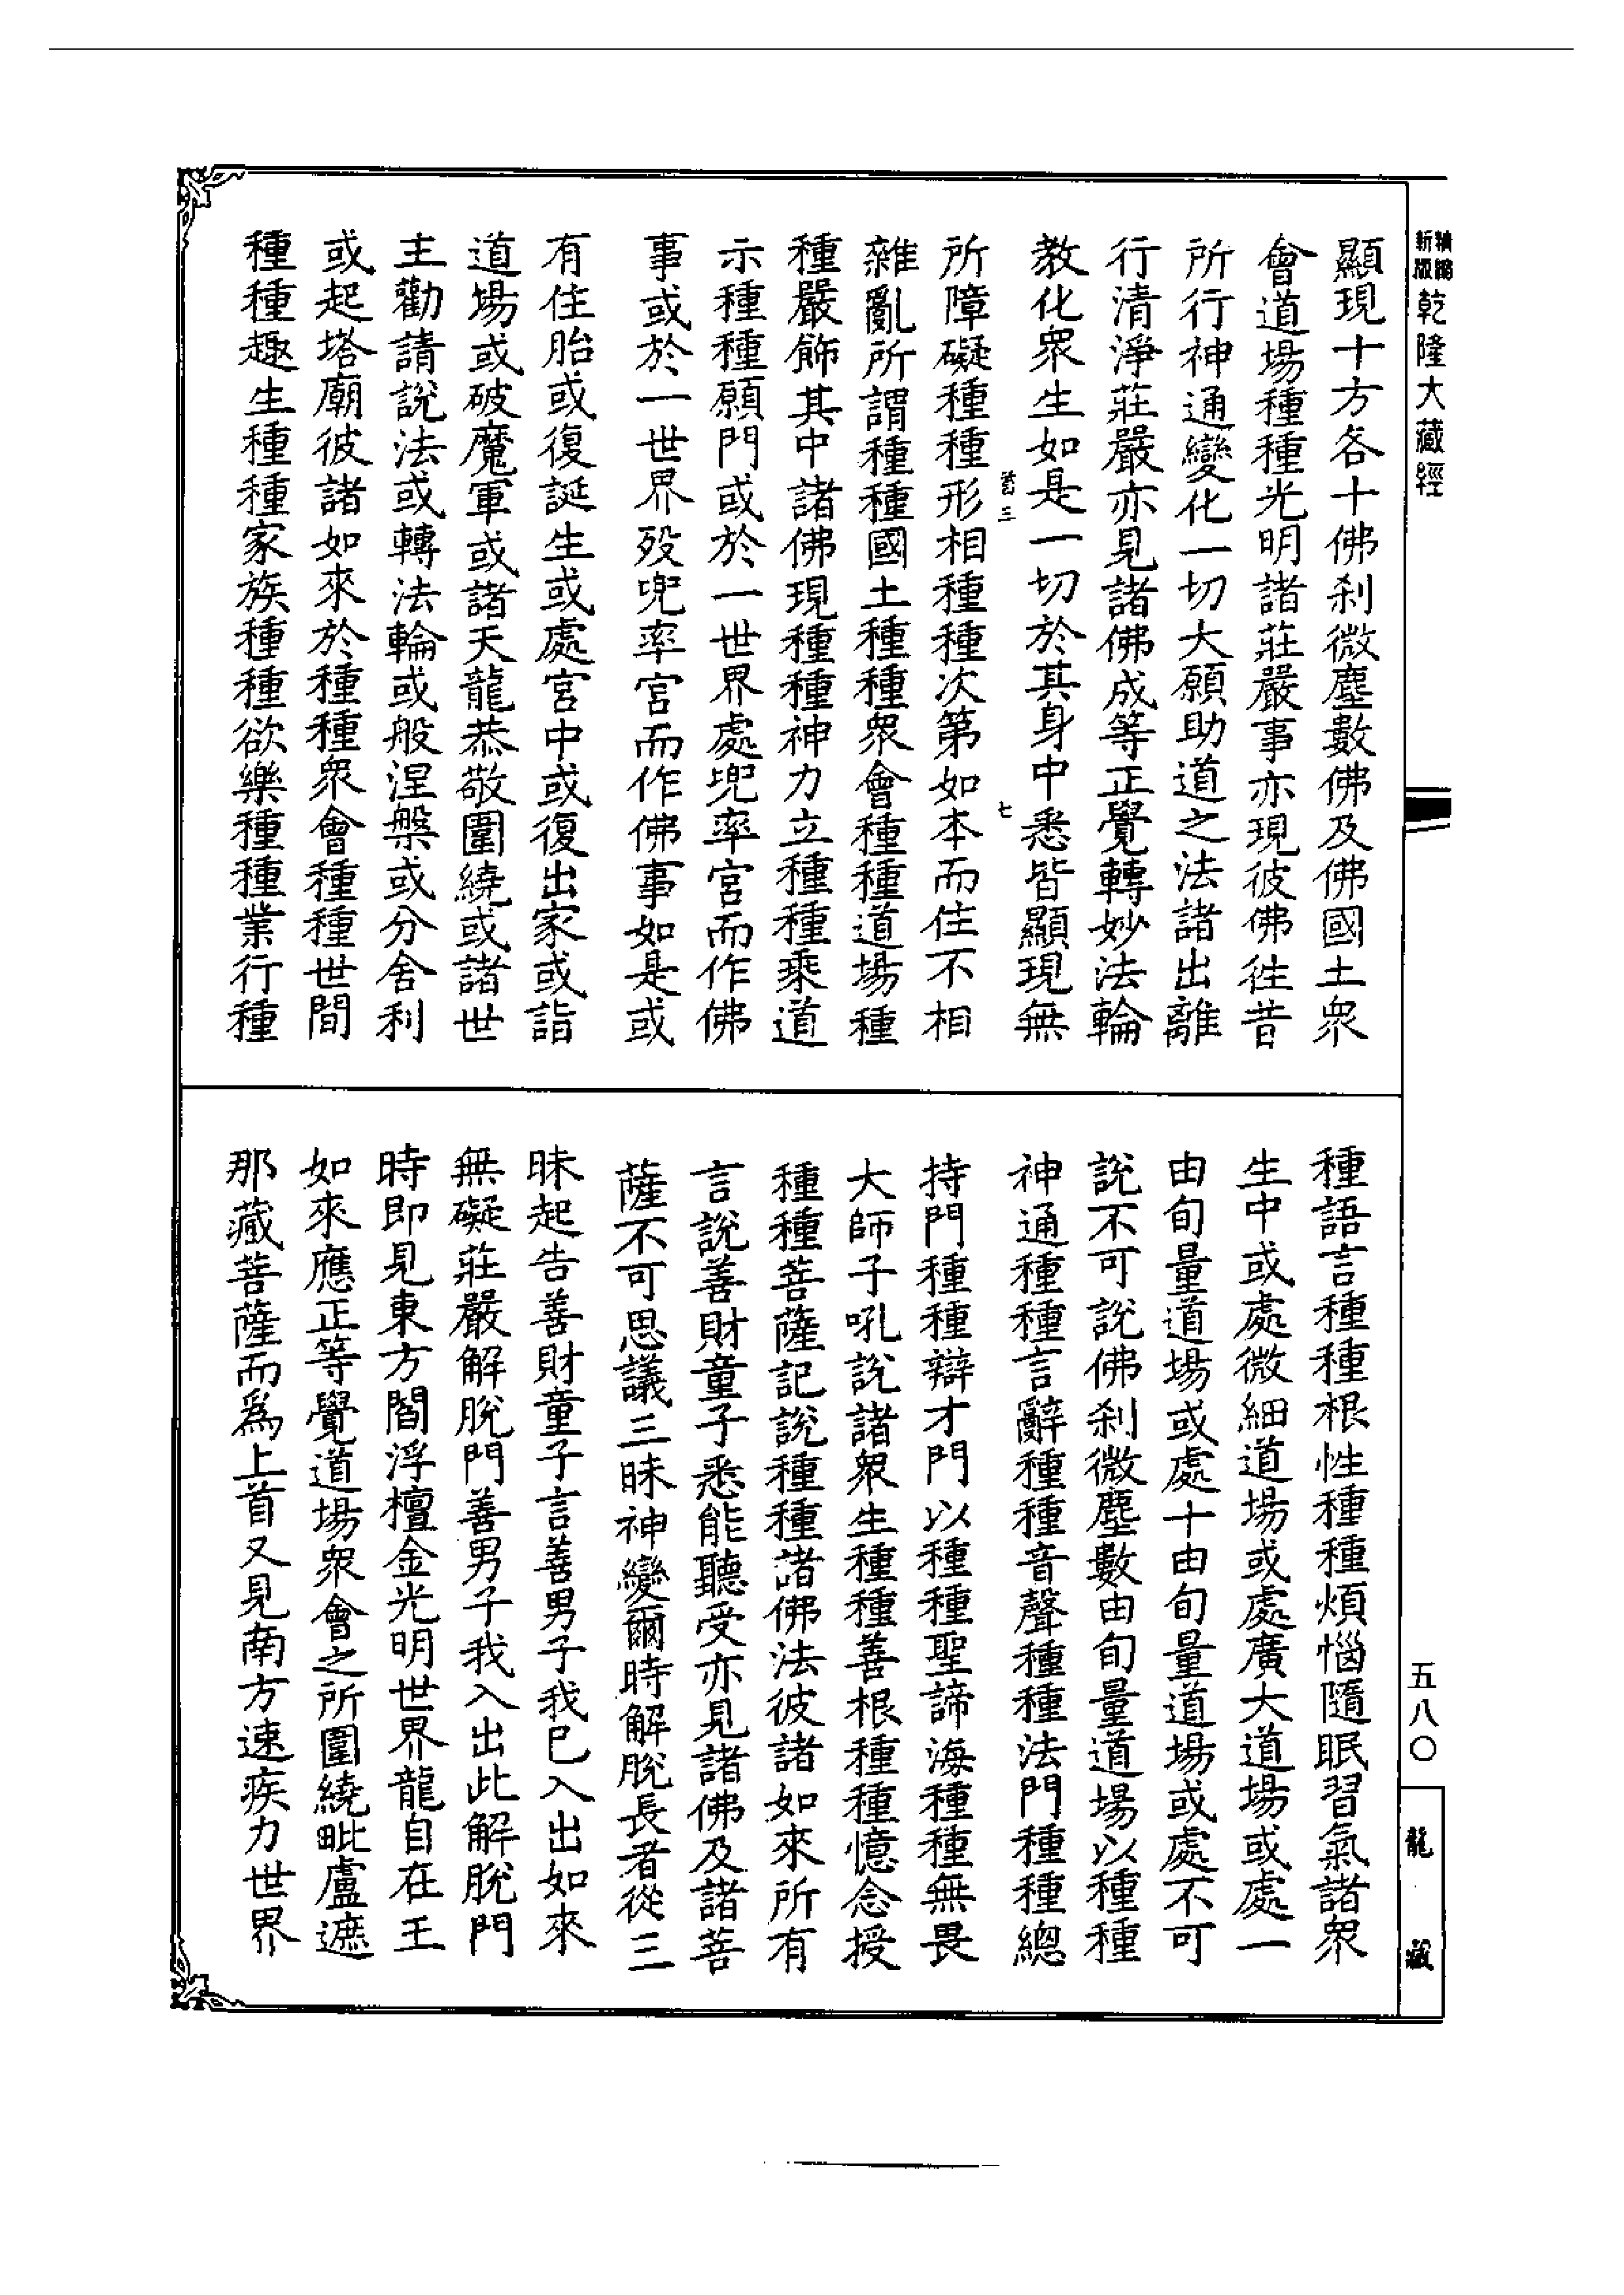 新版精縮乾隆大藏經
顯現十方各十佛刹微塵數佛及佛國土衆
會道場種種光明諸莊嚴事亦現彼佛徃昔
所行神通變化一切大願助道之法諸出離
行清淨莊嚴亦見諸佛成等正覺轉妙法輪
教化衆生如是一切於其身中悉皆顯現無
七
所障礙種種形相種種次第如本而住不相
雜亂所謂種種國土種種衆會種種道場種
種嚴飾其中諸佛現種種神力立種種乘道
示種種願門或於一世界處兜率宮而作佛
事或於一世界歿兜率宮而作佛事如是或
有住胎或復誕生或處宮中或復出家或詣
道場或破魔軍或諸天龍恭敬圍繞或諸世
主勸請說法或轉法輪或般涅槃或分舍利
或起塔廟彼諸如來於種種衆會種種世間
種種趣生種種家族種種欲樂種種業行種
種語言種種根性種種煩惱隨眠習氣諸衆
生中或處微細道場或處廣大道場或處一
由旬量道場或處十由旬量道場或處不可
說不可說佛刹微塵數由旬量道場以種種
神通種種言辭種種音聲種種法門種種總
持門種種辯才門以種種聖諦海種種無畏
大師子吼說諸衆生種種善根種種憶念授
種種菩薩記說種種諸佛法彼諸如來所有
言說善財童子悉能聽受亦見諸佛及諸菩
薩不可思議三昧神變爾時解脫長者從三
昧起告善財童子言善男子我已入出如來
無礙莊嚴解脫門善男子我入出此解脫門
時即見東方閻浮檀金光明世界龍自在王
如來應正等覺道場衆會之所圍繞毗盧遮
那藏菩薩而爲上首又見南方速疾力世界
五八〇
龍藏